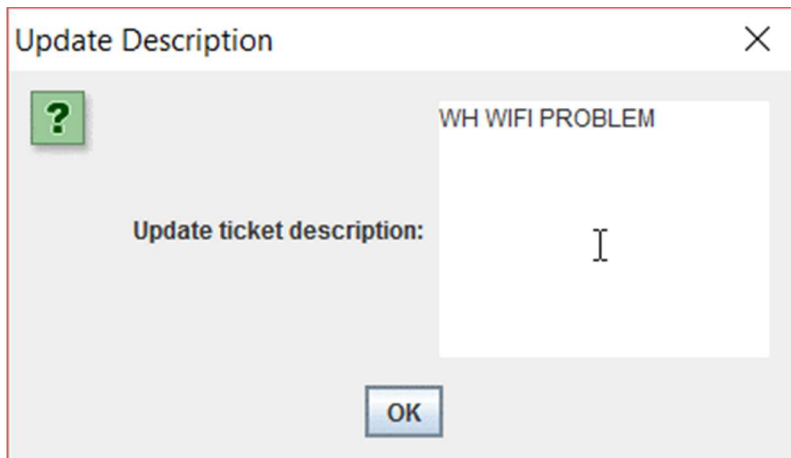 Update Description
?
WH WIFI PROBLEM
Update ticket description:
OK